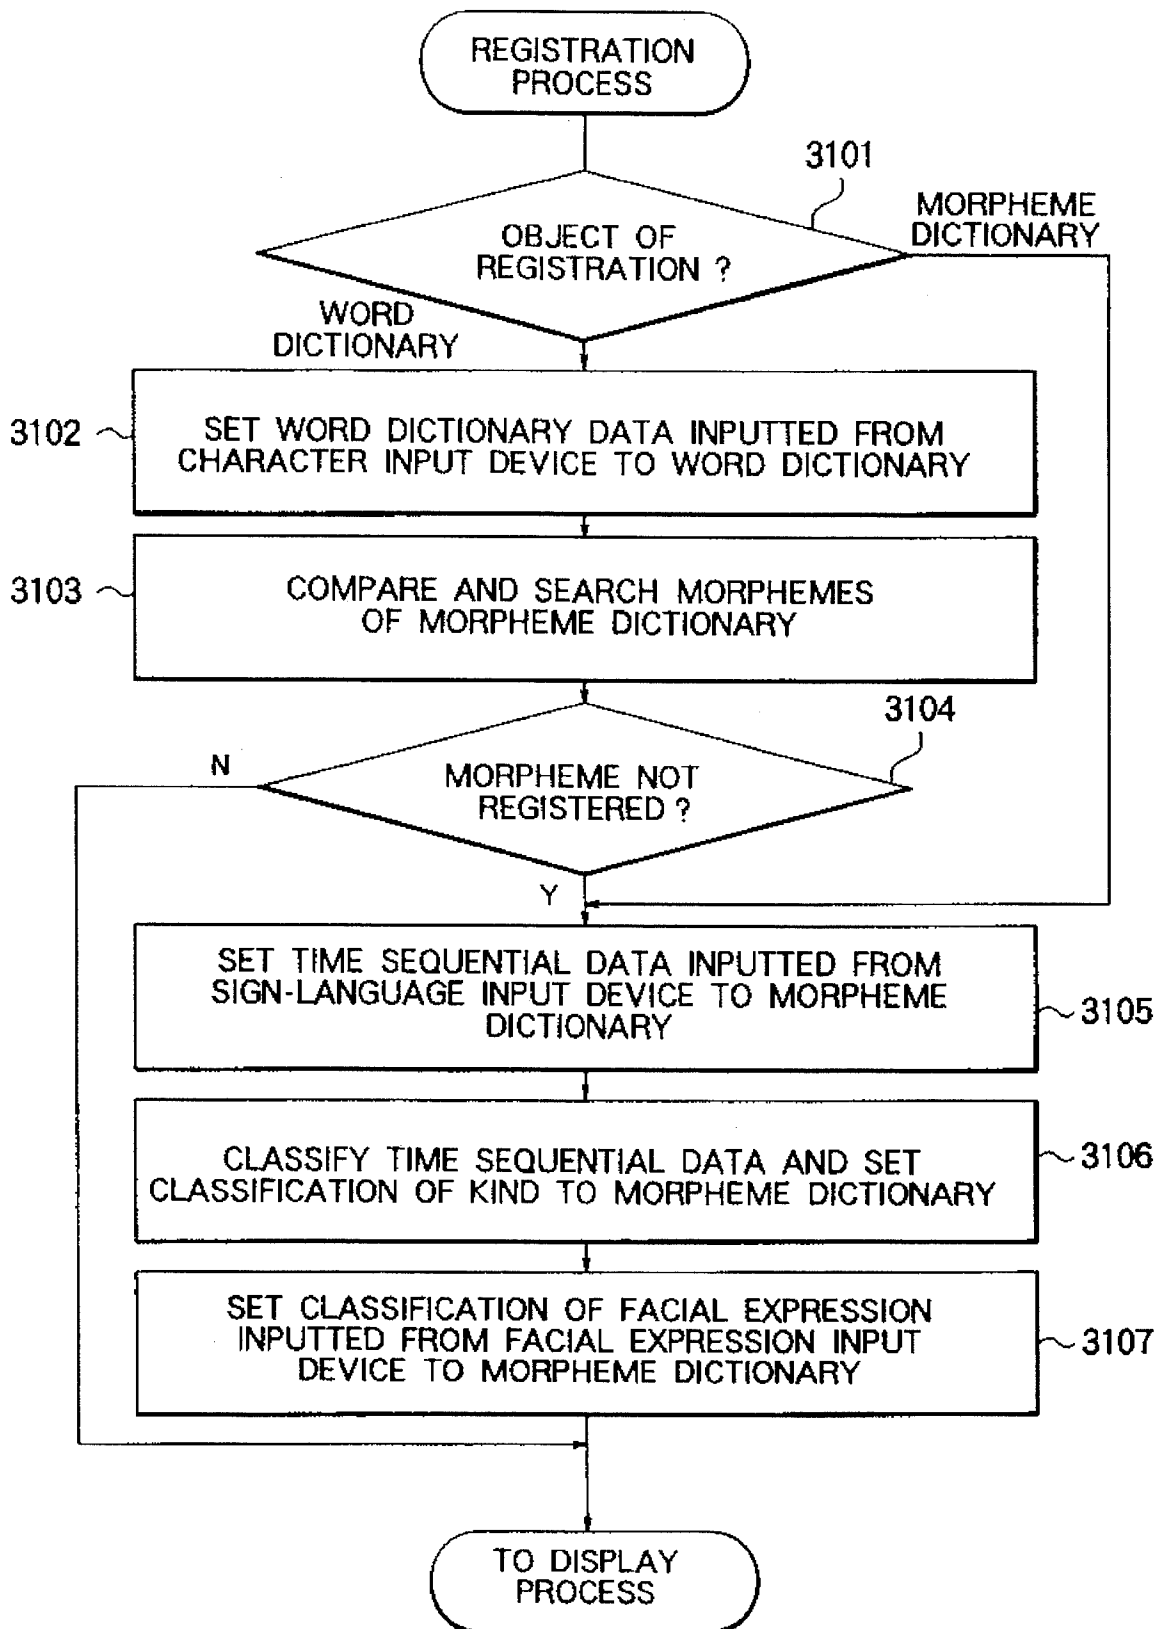 REGISTRATION
PROCESS
3101
MORPHEME
DICTIONARY
OBJECT OF
REGISTRATION ?
WORD
DICTIONARY
3102
SET WORD DICTIONARY DATA INPUTTED FROM
CHARACTER INPUT DEVICE TO WORD DICTIONARY
3103
COMPARE AND SEARCH MORPHEMES
OF MORPHEME DICTIONARY
3104
N
MORPHEME NOT
REGISTERED ?
Y
SET TIME SEQUENTIAL DATA INPUTTED FROM
SIGN-LANGUAGE INPUT DEVICE TO MORPHEME
DICTIONARY
3105
CLASSIFY TIME SEQUENTIAL DATA AND SET
CLASSIFICATION OF KIND TO MORPHEME DICTIONARY
3106
SET CLASSIFICATION OF FACIAL EXPRESSION
INPUTTED FROM FACIAL EXPRESSION INPUT
DEVICE TO MORPHEME DICTIONARY
3107
TO DISPLAY
PROCESS